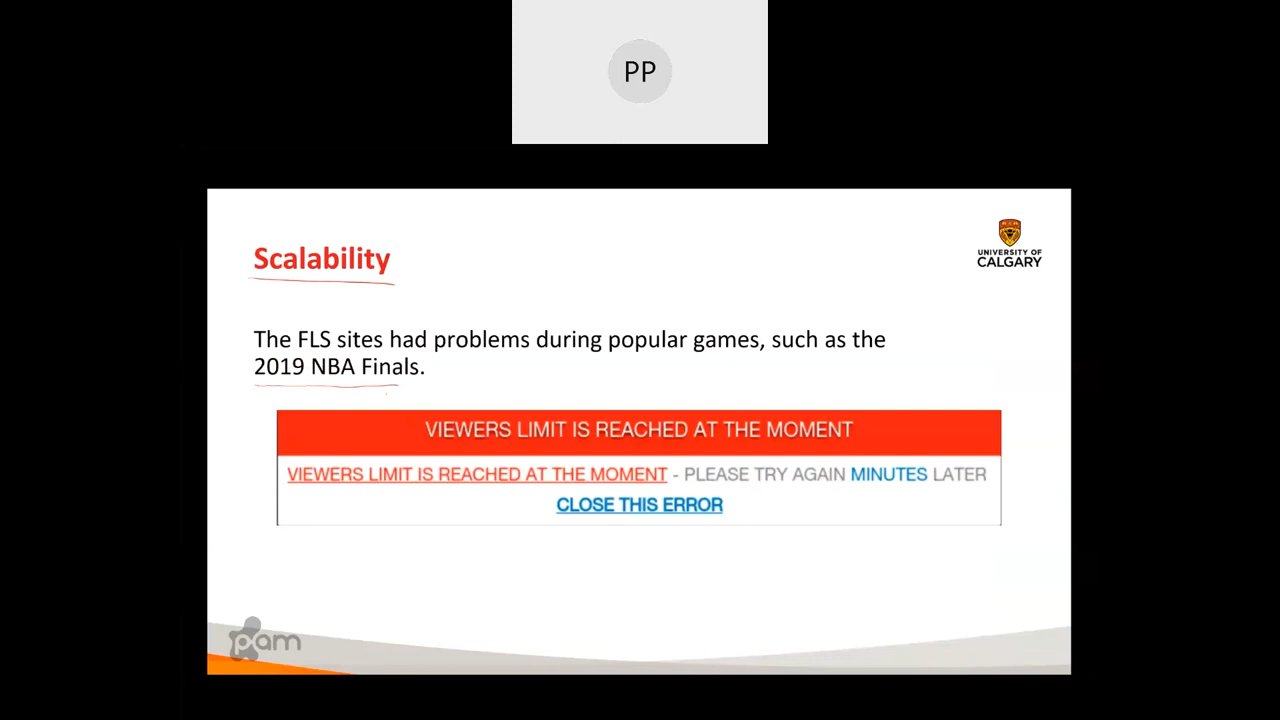 PP
Scalability
UNIVERSITY OF
CALGARY
The FLS sites had problems during popular games, such as the
2019 NBA Finals.
VIEWERS LIMIT IS REACHED AT THE MOMENT
VIEWERS LIMIT IS REACHED AT THE MOMENT - PLEASE TRY AGAIN MINUTES LATER
CLOSE THIS ERROR
pam